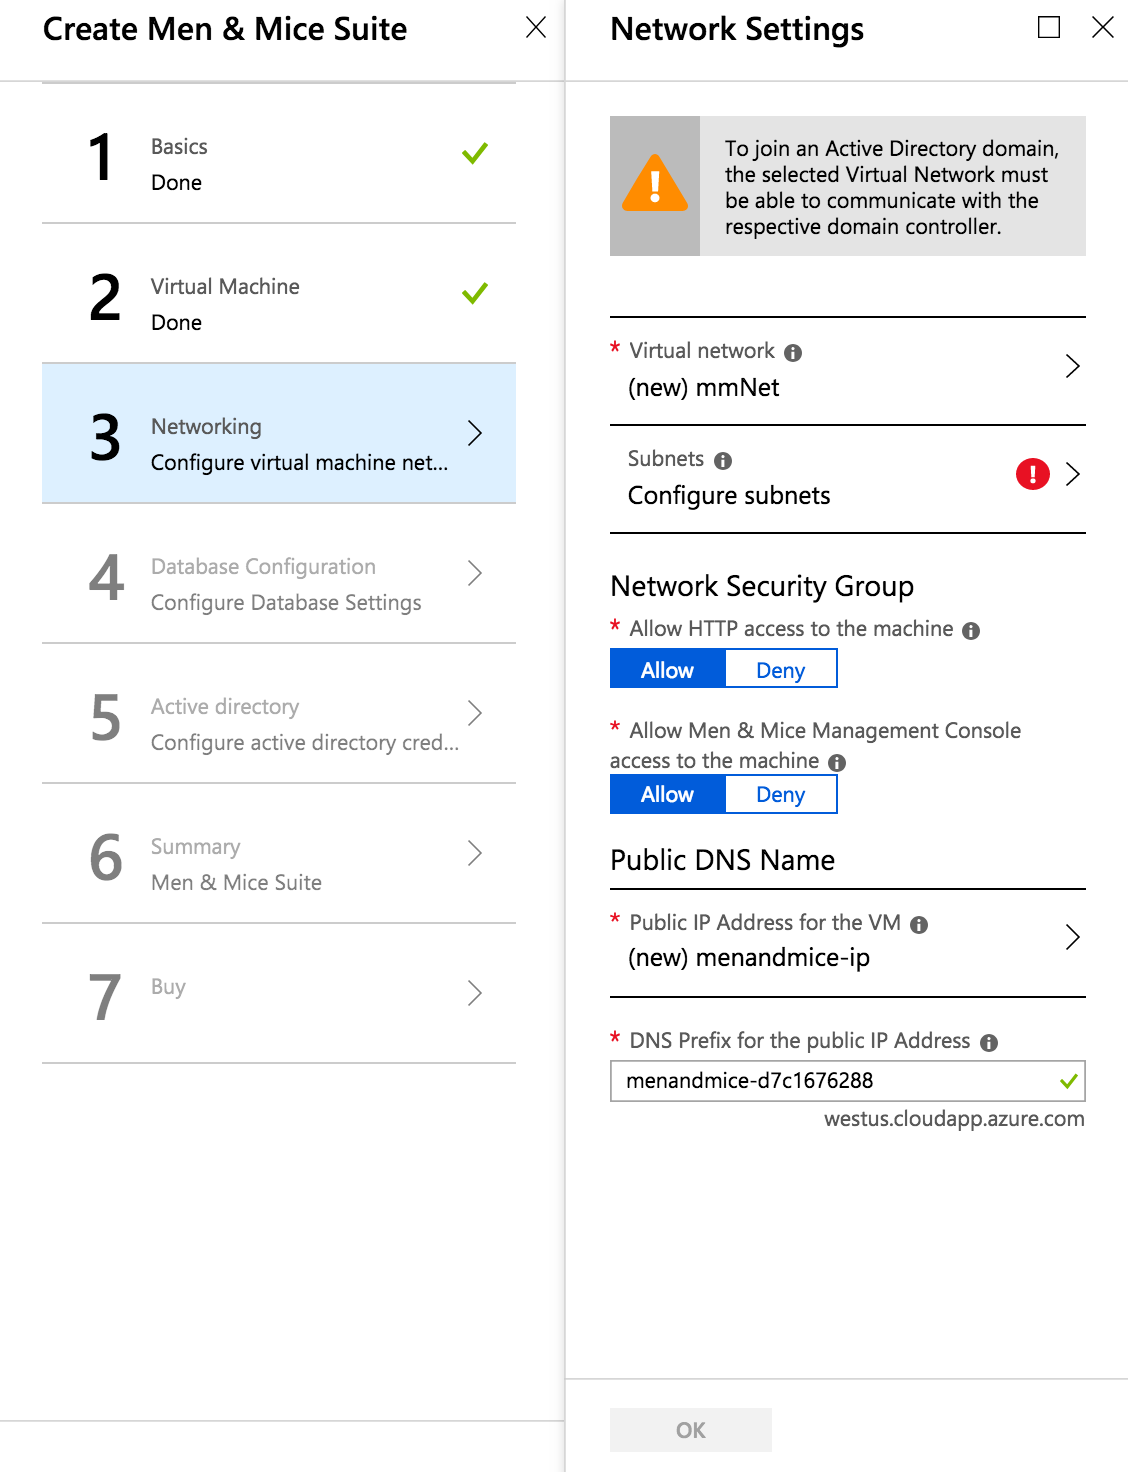 Create Men & Mice Suite
1
Basics
Done
2
Virtual Machine
Done
3
Networking
Configure virtual machine net...
4
Database Configuration
Configure Database Settings
5
Active directory
Configure active directory cred...
6
Summary
Men & Mice Suite
7
Buy
Network Settings
To join an Active Directory domain,
the selected Virtual Network must
be able to communicate with the
respective domain controller.
* Virtual network
(new) mmNet
Subnets
Configure subnets
Network Security Group
* Allow HTTP access to the machine
Allow Deny
* Allow Men & Mice Management Console
access to the machine
Allow Deny
Public DNS Name
* Public IP Address for the VM
(new) menandmice-ip
* DNS Prefix for the public IP Address
menandmice-d7c1676288
westus.cloudapp.azure.com
OK